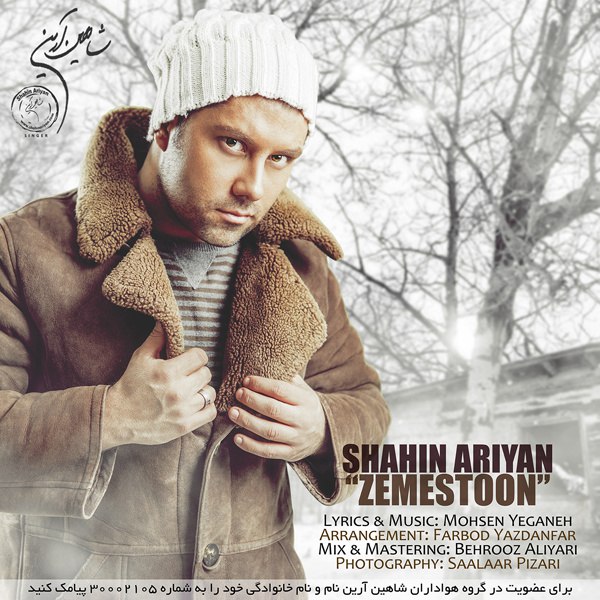 شاهین آرین
Shahin Ariyan
SINGER
SHAHIN ARIYAN
"ZEMESTOON"
LYRICS & MUSIC: MOHSEN YEGANEH
ARRANGEMENT: FARBOD YAZDANFAR
MIX & MASTERING: BEHROOZ ALIYARI
PHOTOGRAPHY: SAALAAR PIZARI
برای عضویت در گروه هواداران شاهین آرین نام و نام خانوادگی خود را به شماره ۳۰۰۰۲۱۰۵ پیامک کنید